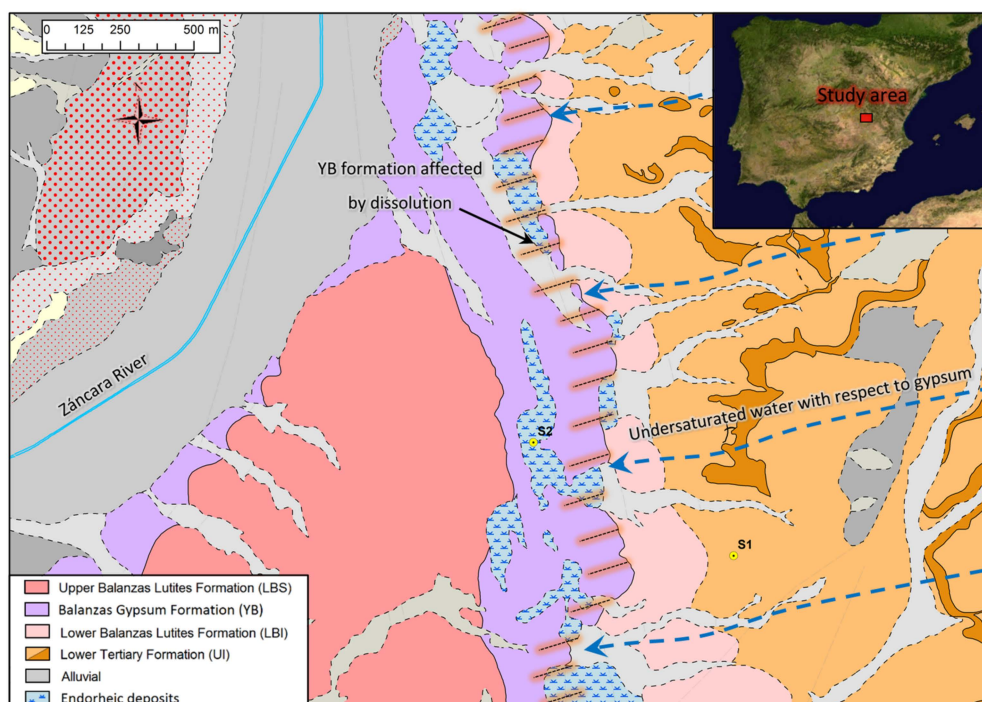 0 125 250 500 m
Study area
YB formation affected
by dissolution
Záncara River
Undersaturated water with respect to gypsum
S2
S1
Upper Balanzas Lutites Formation (LBS)
Balanzas Gypsum Formation (YB)
Lower Balanzas Lutites Formation (LBI)
Lower Tertiary Formation (UI)
Alluvial
Endorheic deposits